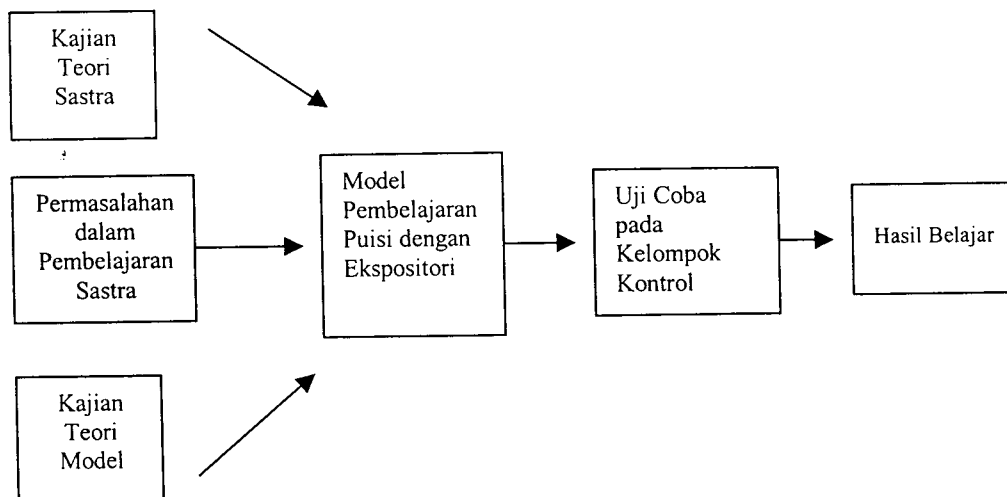 Kajian
Teori
Sastra
Permasalahan
dalam
Pembelajaran
Sastra
Kajian
Teori
Model
Model
Pembelajaran
Puisi dengan
Ekspositori
Uji Coba
pada
Kelompok
Kontrol
Hasil Belajar